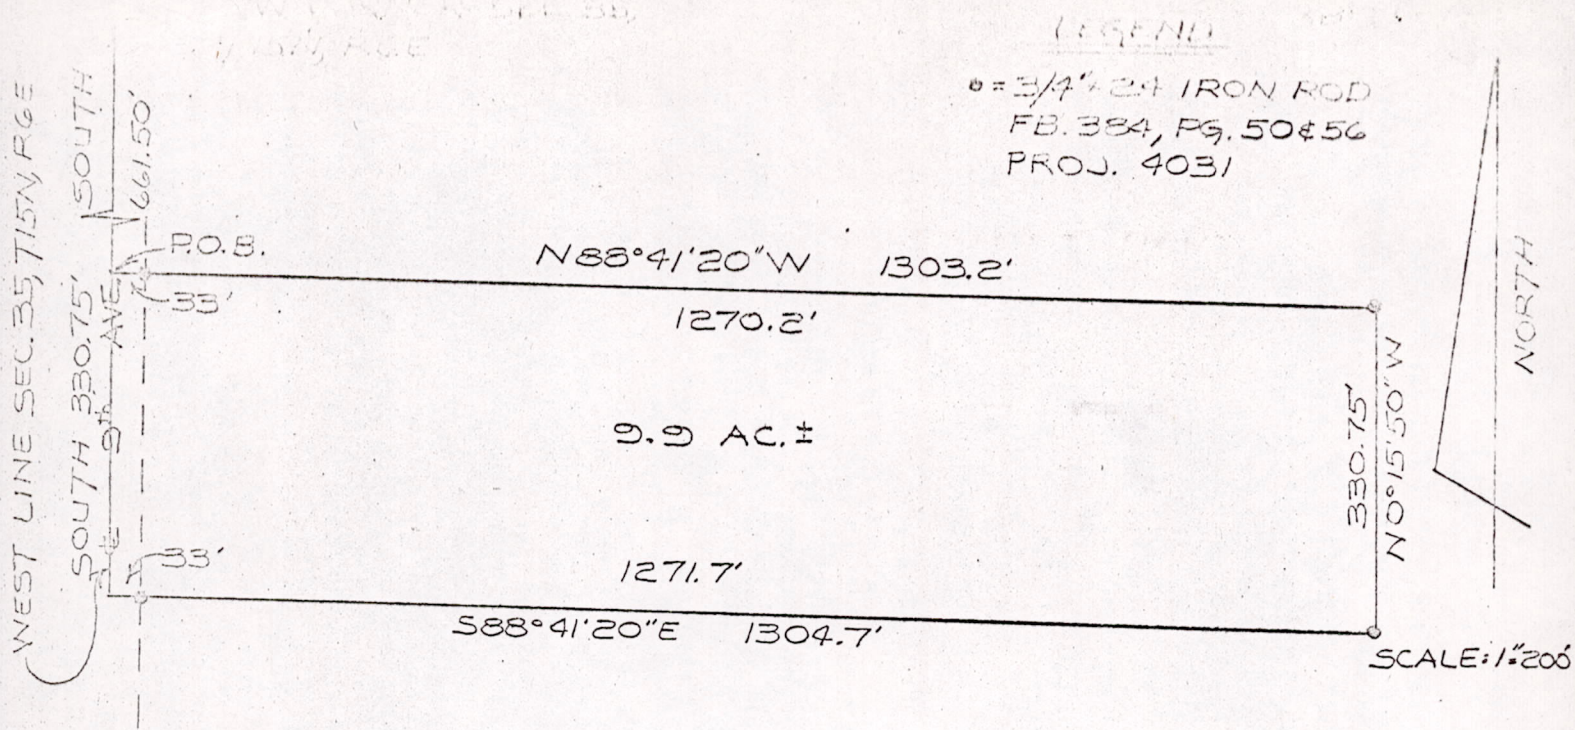 LEGEND
= 3/4" x 24 IRON ROD
FB. 384, PG. 50 & 56
PROJ. 4031
WEST LINE SEC. 35, T15N, R6E
SOUTH
661.50'
P.O.B.
33'
N 88°41'20" W 1303.2'
1270.2'
SOUTH 330.75'
9th AVE.
9.9 AC. ±
330.75'
N 0°15'50" W
NORTH
33'
1271.7'
S88°41'20"E 1304.7'
SCALE: 1"=200'